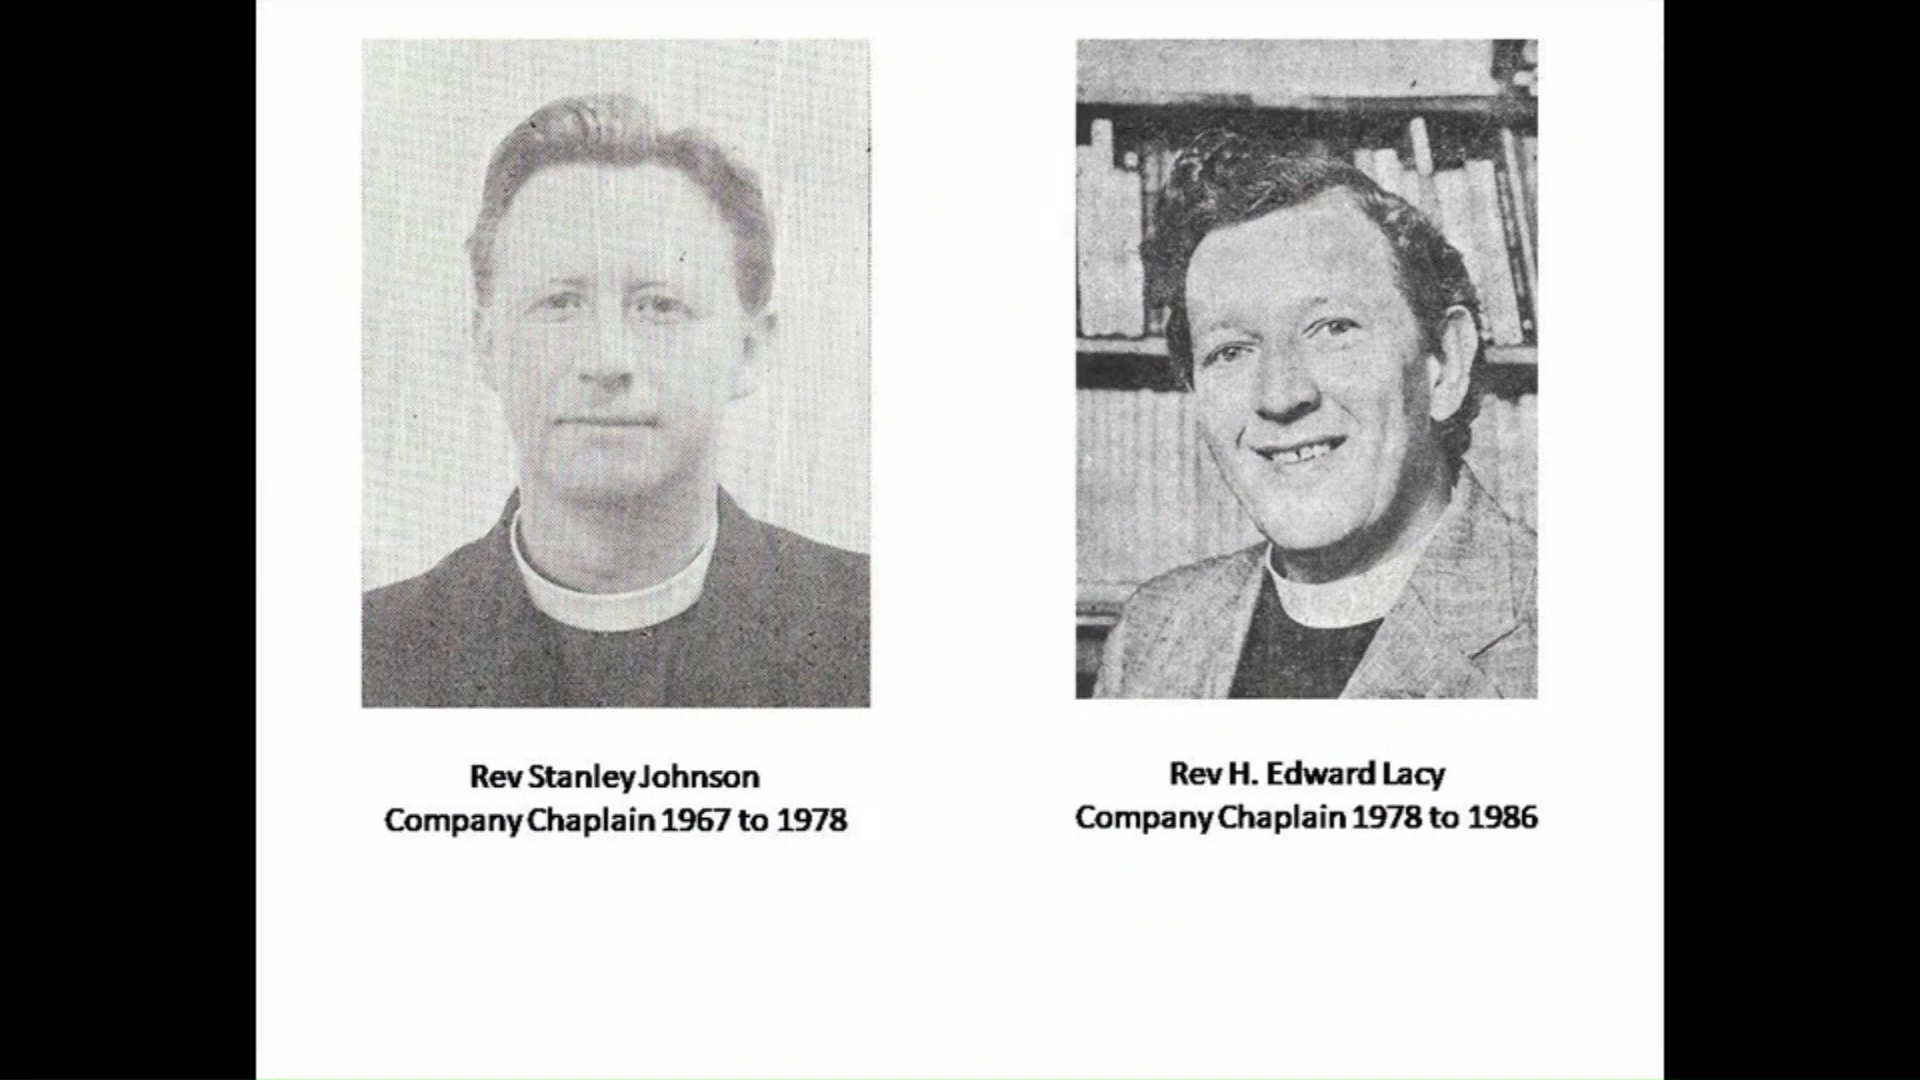 Rev Stanley Johnson
Company Chaplain 1967 to 1978
Rev H. Edward Lacy
Company Chaplain 1978 to 1986